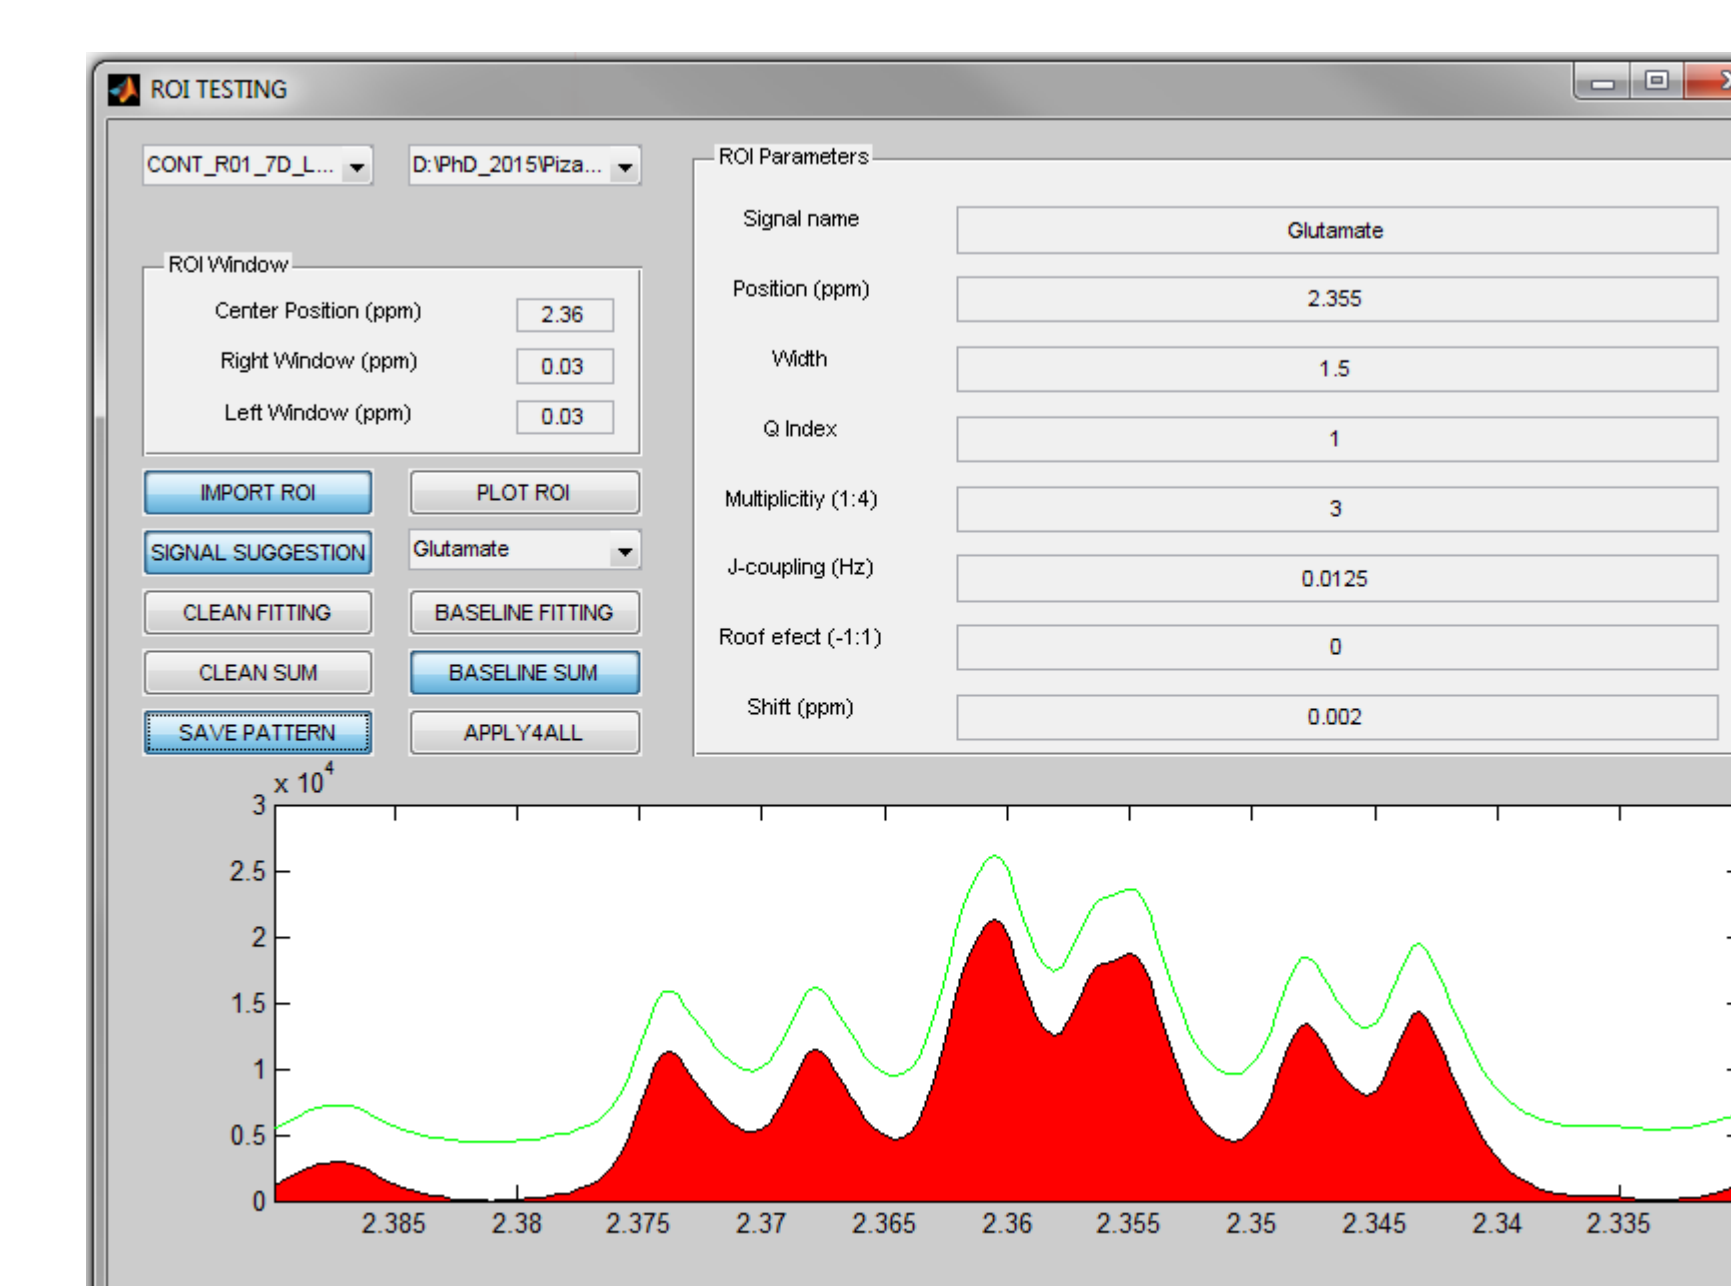 ROI TESTING
CONT_R01_7D_L... D:\PhD_2015\Piza...
ROI Window
Center Position (ppm) 2.36
Right Window (ppm) 0.03
Left Window (ppm) 0.03
IMPORT ROI PLOT ROI
SIGNAL SUGGESTION Glutamate
CLEAN FITTING BASELINE FITTING
CLEAN SUM BASELINE SUM
SAVE PATTERN APPLY4ALL
ROI Parameters
Signal name Glutamate
Position (ppm) 2.355
Width 1.5
Q Index 1
Multiplicitiy (1:4) 3
J-coupling (Hz) 0.0125
Roof efect (-1:1) 0
Shift (ppm) 0.002
x 10^4
3
2.5
2
1.5
1
0.5
0
2.385 2.38 2.375 2.37 2.365 2.36 2.355 2.35 2.345 2.34 2.335